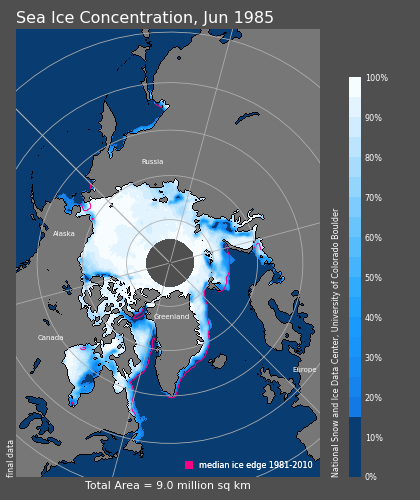 Sea Ice Concentration, Jun 1985
Russia
Alaska
Greenland
Canada
Europe
median ice edge 1981-2010
final data
Total Area = 9.0 million sq km
National Snow and Ice Data Center, University of Colorado Boulder
100%
90%
80%
70%
60%
50%
40%
30%
20%
10%
0%